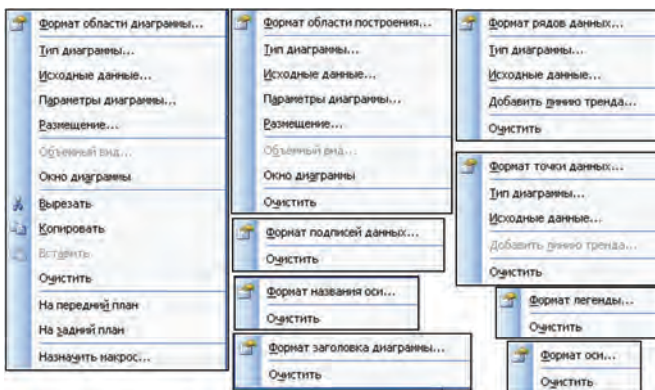 Формат области диаграммы...
Тип диаграммы...
Исходные данные...
Параметры диаграммы...
Размещение...
Объемный вид...
Окно диаграммы
Вырезать
Копировать
Вставить
Очистить
На передний план
На задний план
Назначить макрос...
Формат области построения...
Тип диаграммы...
Исходные данные...
Параметры диаграммы...
Размещение...
Объемный вид...
Окно диаграммы
Очистить
Формат подписей данных...
Очистить
Формат названия оси...
Очистить
Формат заголовка диаграммы...
Очистить
Формат рядов данных...
Тип диаграммы...
Исходные данные...
Добавить линию тренда...
Очистить
Формат точки данных...
Тип диаграммы...
Исходные данные...
Добавить линию тренда...
Очистить
Формат легенды...
Очистить
Формат оси...
Очистить